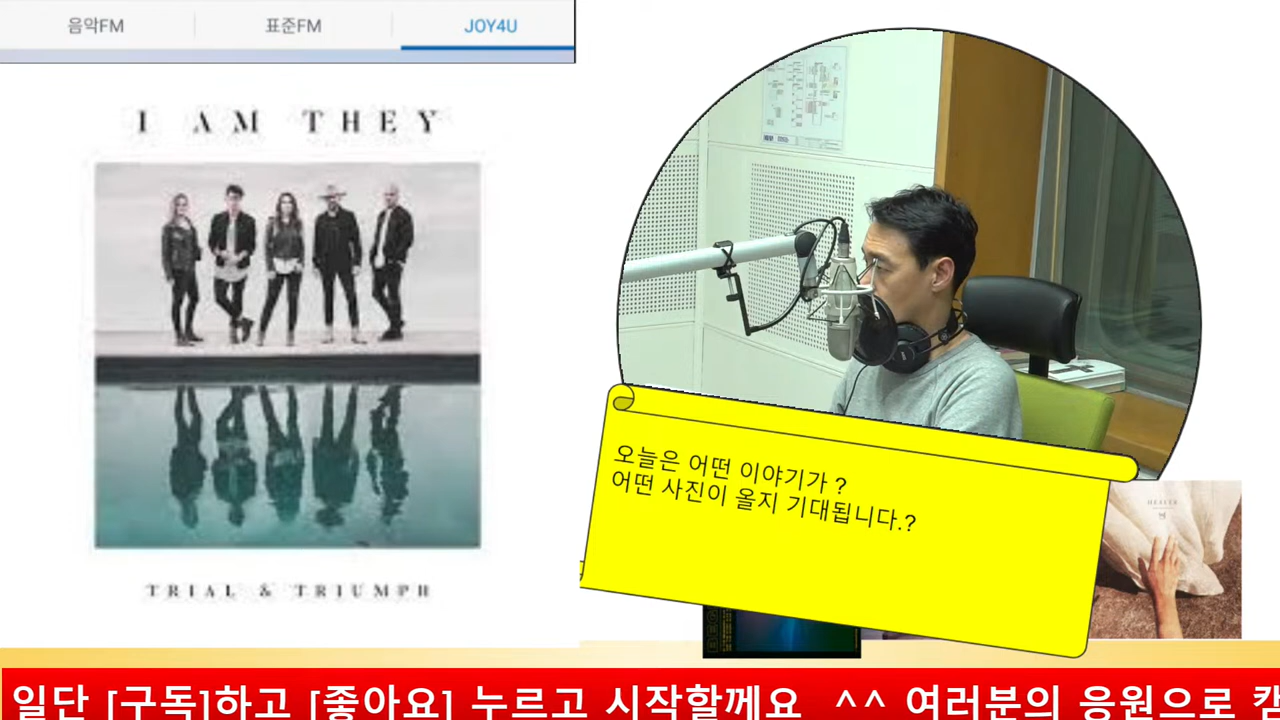 음악FM
표준FM
JOY4U
I AM THEY
TRIAL & TRIUMPH
오늘은 어떤 이야기가 ?
어떤 사진이 올지 기대됩니다.?
HEALER
일단 [구독]하고 [좋아요] 누르고 시작할께요 ^^ 여러분의 응원으로 캠